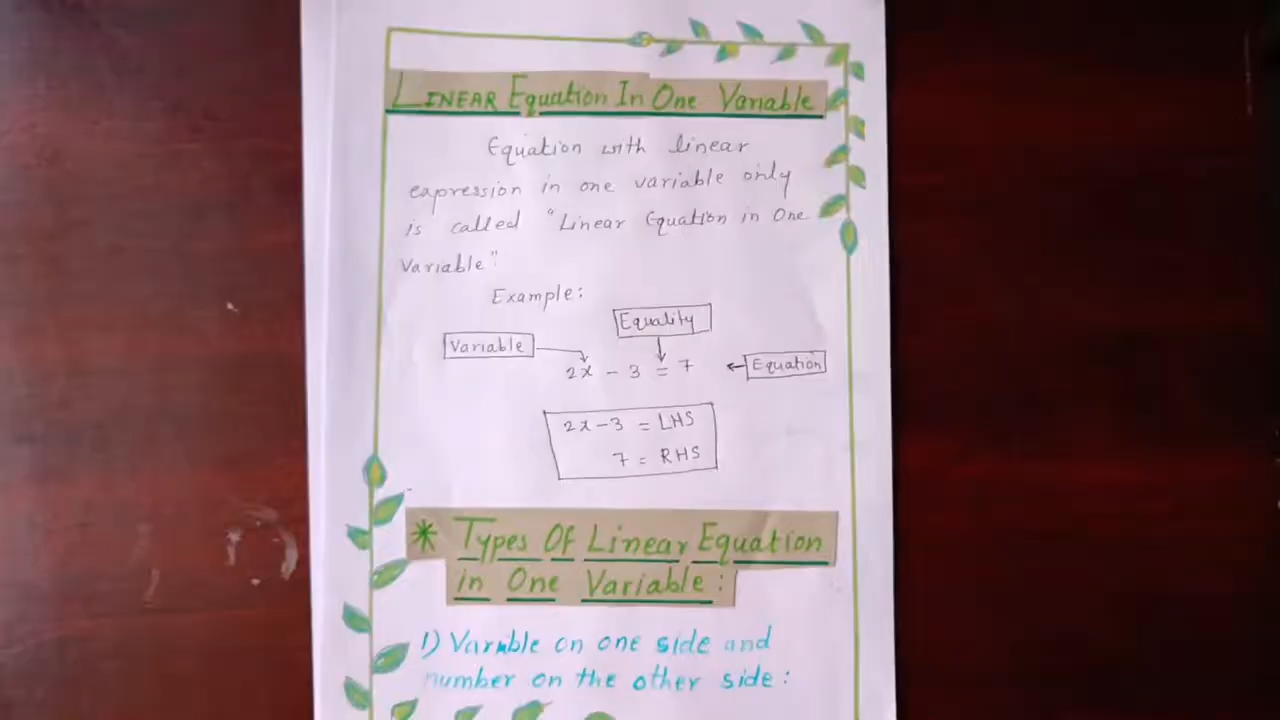 LINEAR Equation In One Variable
Equation with linear
expression in one variable only
is called "Linear Equation in One
Variable"
Example:
Equality
Variable
2x - 3 = 7
Equation
2x-3 = LHS
7 = RHS
* Types Of Linear Equation
in One Variable:
1) Varible on one side and
number on the other side: